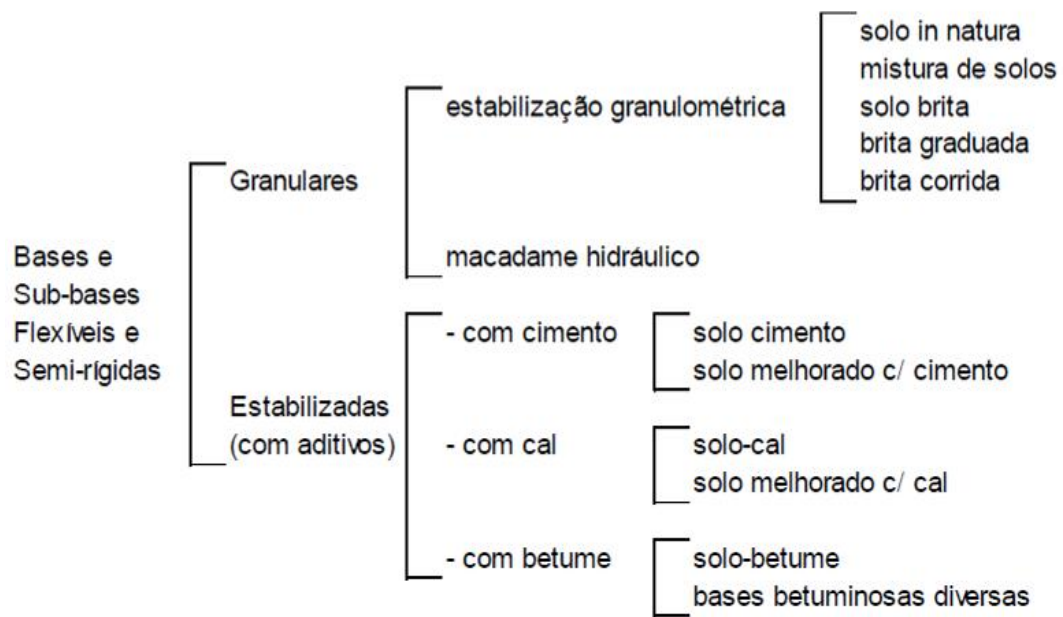 Bases e
Sub-bases
Flexíveis e
Semi-rígidas
Granulares
estabilização granulométrica
solo in natura
mistura de solos
solo brita
brita graduada
brita corrida
macadame hidráulico
Estabilizadas
(com aditivos)
- com cimento
solo cimento
solo melhorado c/ cimento
- com cal
solo-cal
solo melhorado c/ cal
- com betume
solo-betume
bases betuminosas diversas